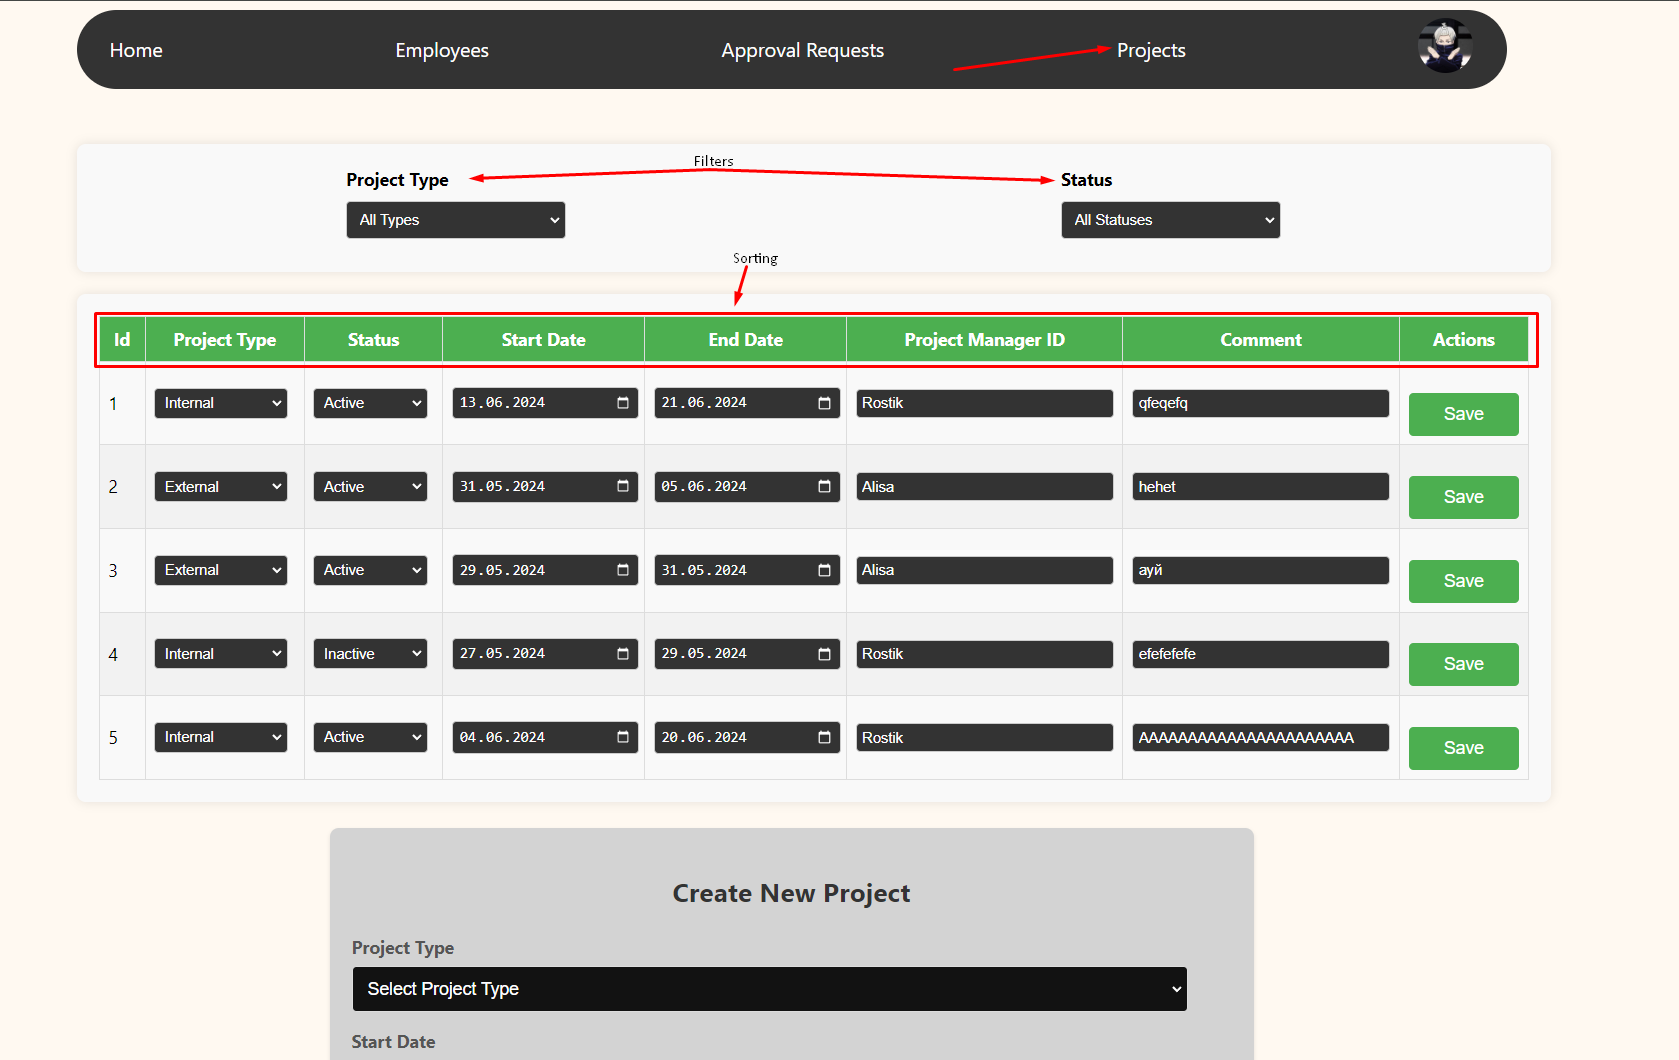 Home Employees Approval Requests Projects
Filters
Project Type Status
All Types All Statuses
Sorting
Id Project Type Status Start Date End Date Project Manager ID Comment Actions
1 Internal Active 13.06.2024 21.06.2024 Rostik qfeqefq Save
2 External Active 31.05.2024 05.06.2024 Alisa hehet Save
3 External Active 29.05.2024 31.05.2024 Alisa ауй Save
4 Internal Inactive 27.05.2024 29.05.2024 Rostik efefefefe Save
5 Internal Active 04.06.2024 20.06.2024 Rostik AAAAAAAAAAAAAAAAAAAAAA Save
Create New Project
Project Type
Select Project Type
Start Date